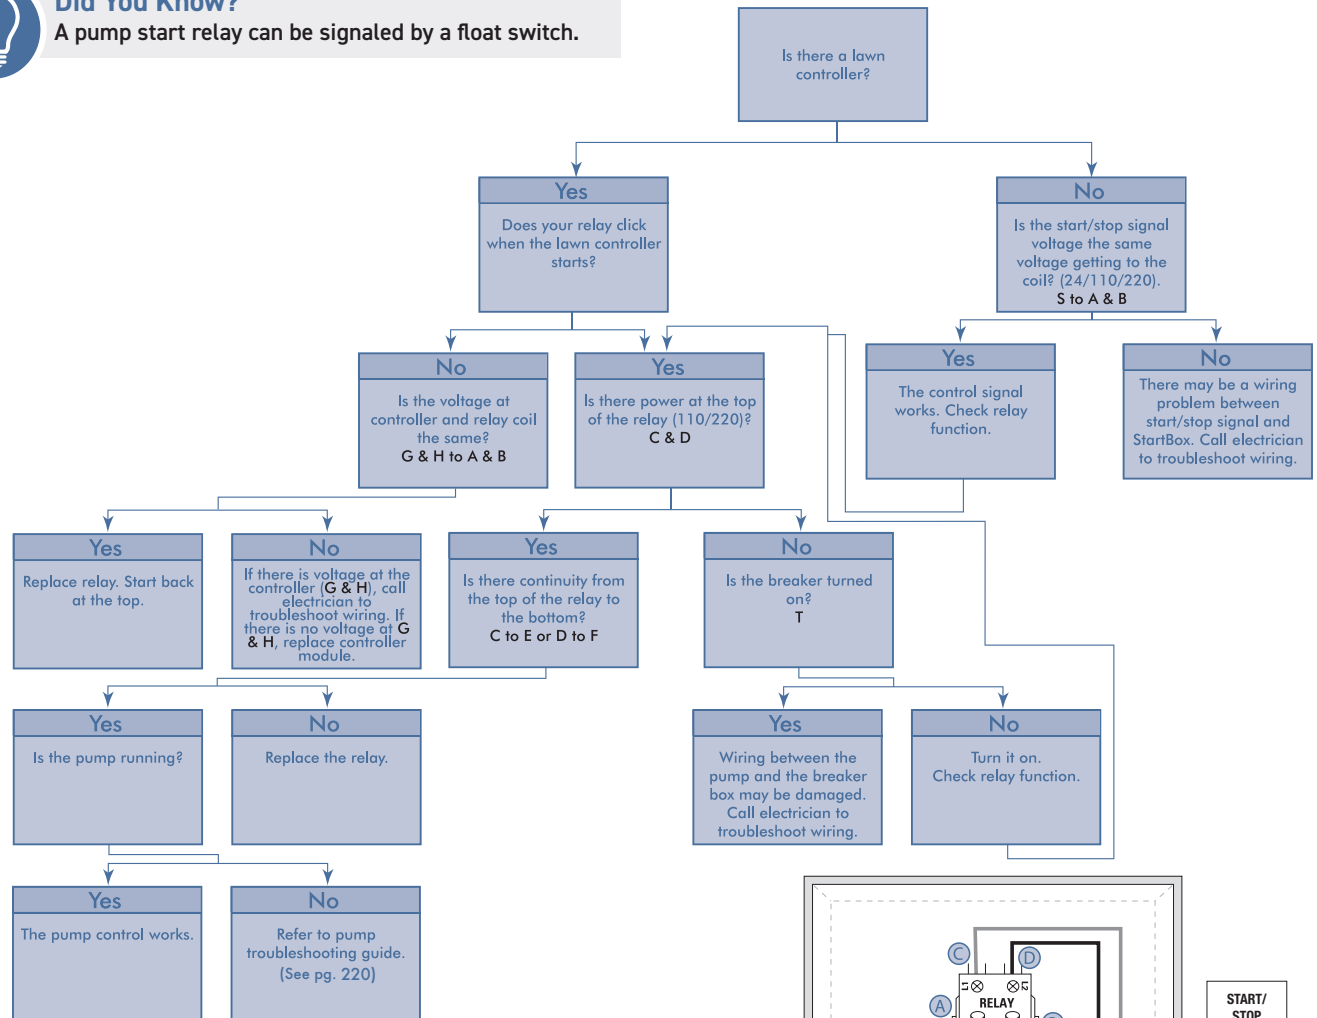 Did You Know?
A pump start relay can be signaled by a float switch.
Is there a lawn
controller?
Yes
Does your relay click
when the lawn controller
starts?
No
Is the start/stop signal
voltage the same
voltage getting to the
coil? (24/110/220).
S to A & B
No
Is the voltage at
controller and relay coil
the same?
G & H to A & B
Yes
Is there power at the top
of the relay (110/220)?
C & D
Yes
The control signal
works. Check relay
function.
No
There may be a wiring
problem between
start/stop signal and
StartBox. Call electrician
to troubleshoot wiring.
Yes
Replace relay. Start back
at the top.
No
If there is voltage at the
controller (G & H), call
electrician to
troubleshoot wiring. If
there is no voltage at G
& H, replace controller
module.
Yes
Is there continuity from
the top of the relay to
the bottom?
C to E or D to F
No
Is the breaker turned
on?
T
Yes
Is the pump running?
No
Replace the relay.
Yes
Wiring between the
pump and the breaker
box may be damaged.
Call electrician to
troubleshoot wiring.
No
Turn it on.
Check relay function.
Yes
The pump control works.
No
Refer to pump
troubleshooting guide.
(See pg. 220)
C
D
L1
L2
A
RELAY
START/
STOP